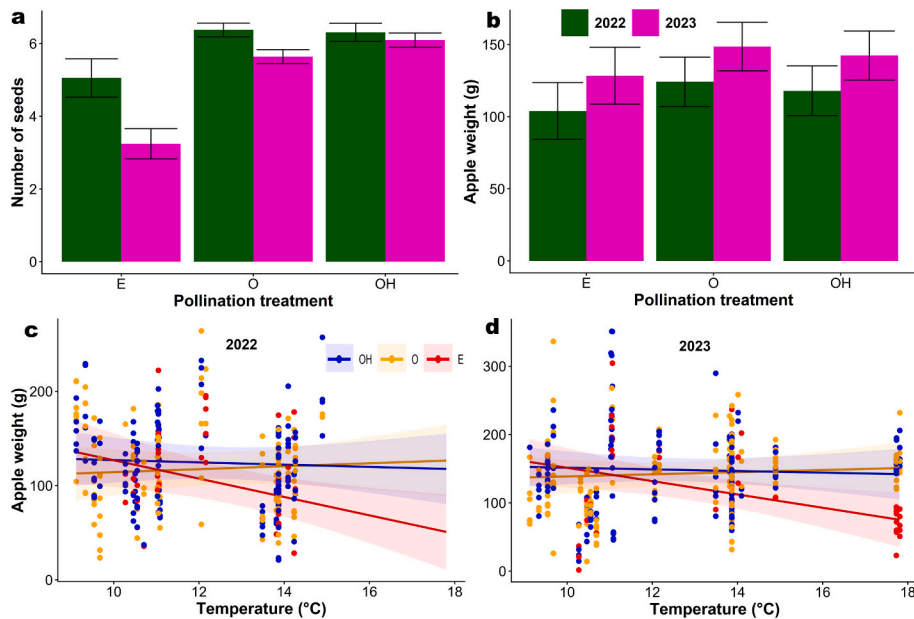 a
Number of seeds
6
4
2
0
E O OH
Pollination treatment
b
2022 2023
Apple weight (g)
150
100
50
0
E O OH
Pollination treatment
c
2022
OH O E
Apple weight (g)
200
100
0
10 12 14 16 18
Temperature (°C)
d
2023
300
200
150
100
0
10 12 14 16 18
Temperature (°C)